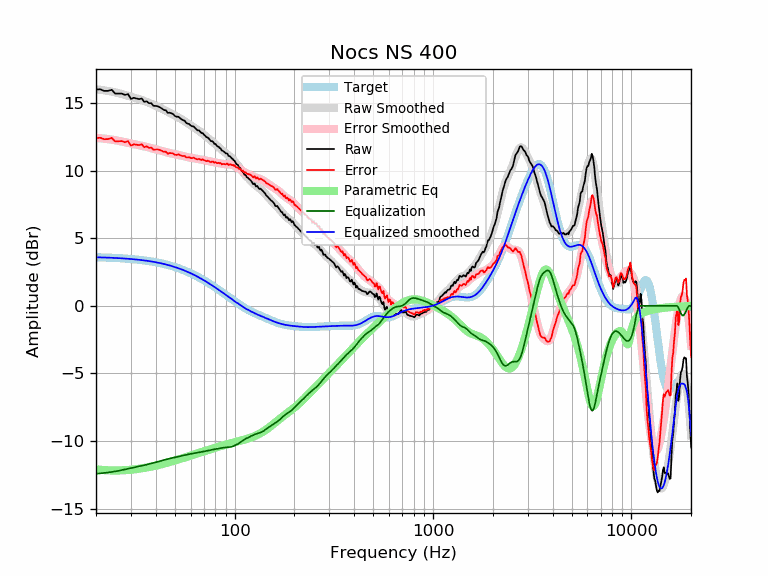 Nocs NS 400
Target
Raw Smoothed
Error Smoothed
Raw
Error
Parametric Eq
Equalization
Equalized smoothed
15
10
5
0
−5
−10
−15
Amplitude (dBr)
100
1000
10000
Frequency (Hz)